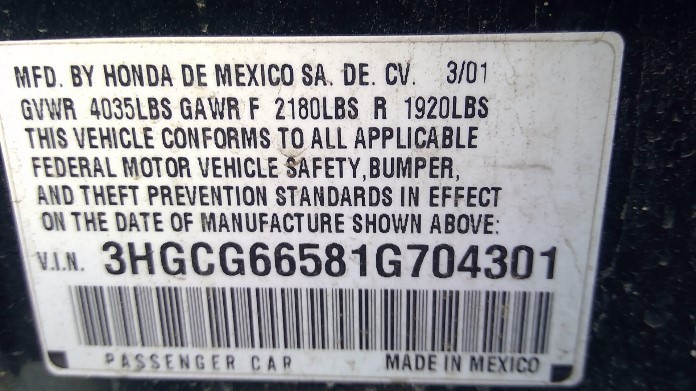 MFD. BY HONDA DE MEXICO SA. DE. CV. 3/01
GVWR 4035LBS GAWR F 2180LBS R 1920LBS
THIS VEHICLE CONFORMS TO ALL APPLICABLE
FEDERAL MOTOR VEHICLE SAFETY,BUMPER,
AND THEFT PREVENTION STANDARDS IN EFFECT
ON THE DATE OF MANUFACTURE SHOWN ABOVE:
V.I.N. 3HGCG66581G704301
PASSENGER CAR MADE IN MEXICO